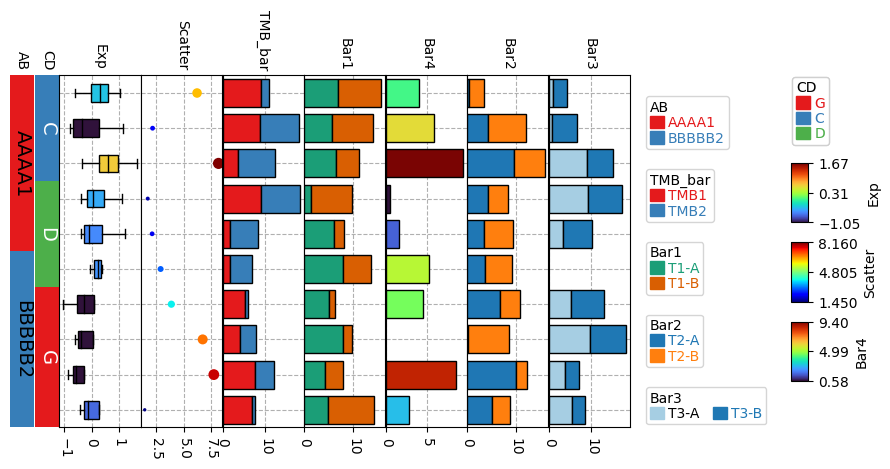 AB
CD
Exp
Scatter
TMB_bar
Bar1
Bar4
Bar2
Bar3
AAAA1
BBBBB2
C
D
G
−1
0
1
2.5
5.0
7.5
0
10
0
10
0
5
0
10
0
10
AB
AAAA1
BBBBB2
TMB_bar
TMB1
TMB2
Bar1
T1-A
T1-B
Bar2
T2-A
T2-B
Bar3
T3-A T3-B
CD
G
C
D
1.67
0.31
−1.05
Exp
8.160
4.805
1.450
Scatter
9.40
4.99
0.58
Bar4